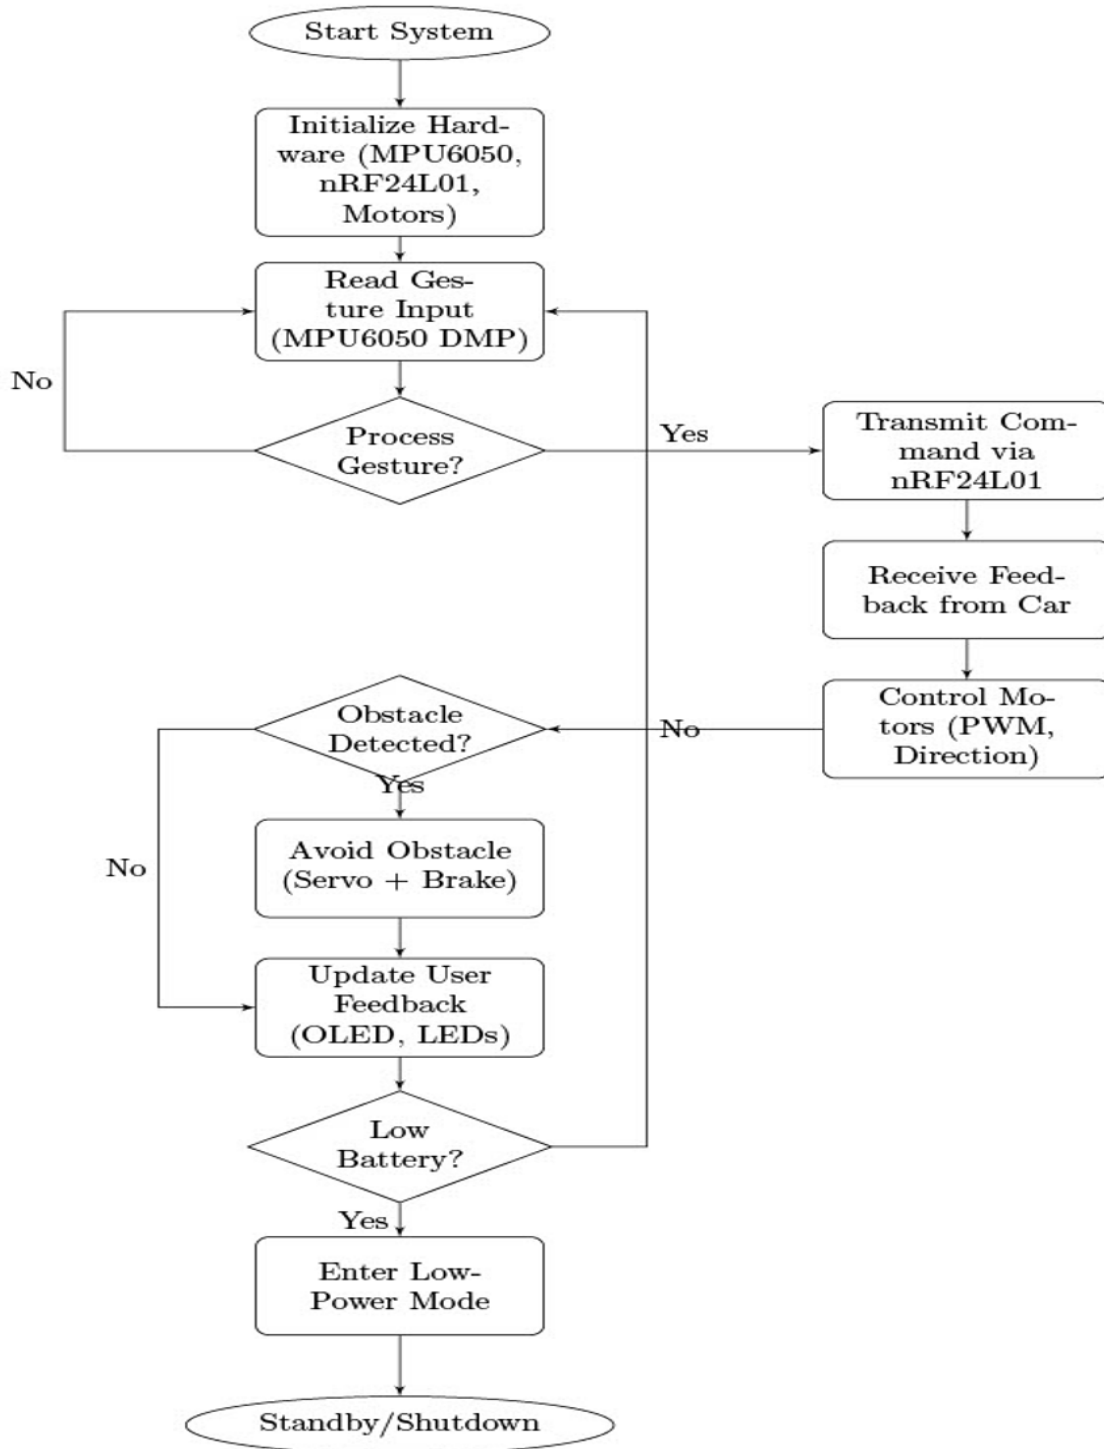 Start System
Initialize Hard-
ware (MPU6050,
nRF24L01,
Motors)
Read Ges-
ture Input
(MPU6050 DMP)
No
Process
Gesture?
Yes
Transmit Com-
mand via
nRF24L01
Receive Feed-
back from Car
Control Mo-
tors (PWM,
Direction)
No
Obstacle
Detected?
Yes
No
Avoid Obstacle
(Servo + Brake)
Update User
Feedback
(OLED, LEDs)
Low
Battery?
Yes
Enter Low-
Power Mode
Standby/Shutdown